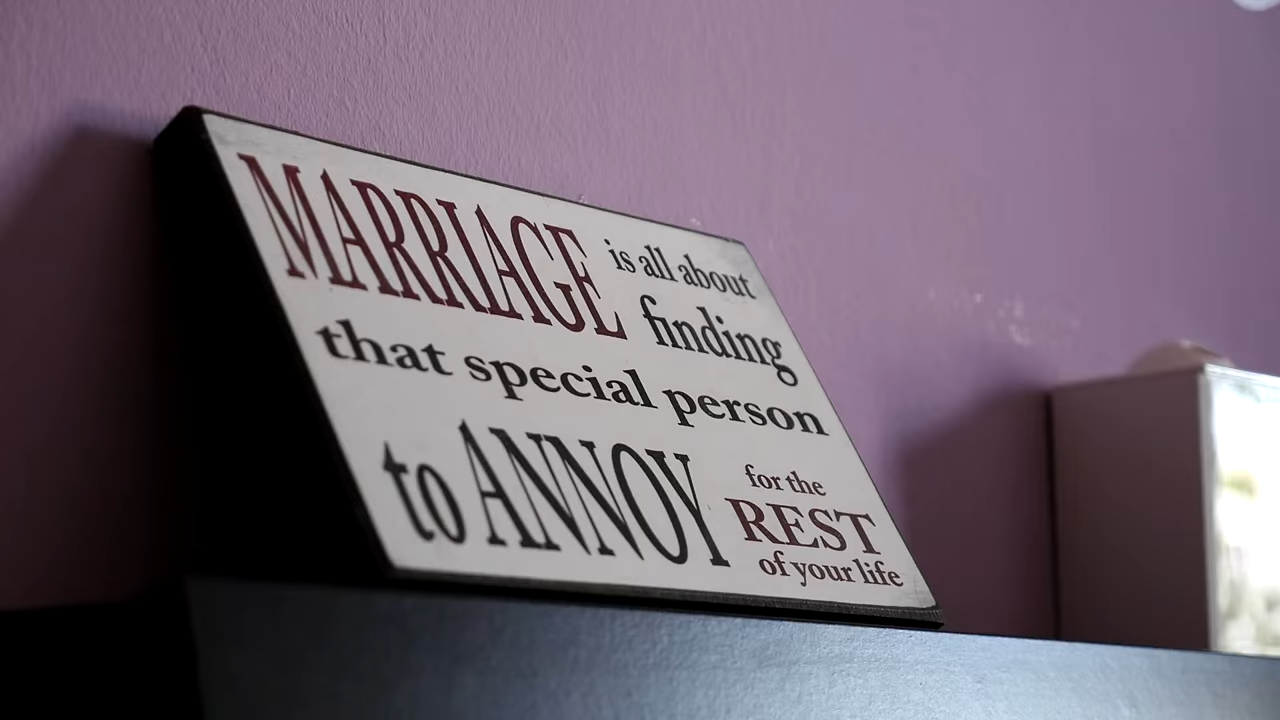 MARRIAGE is all about
finding
that special person
to ANNOY for the
REST
of your life